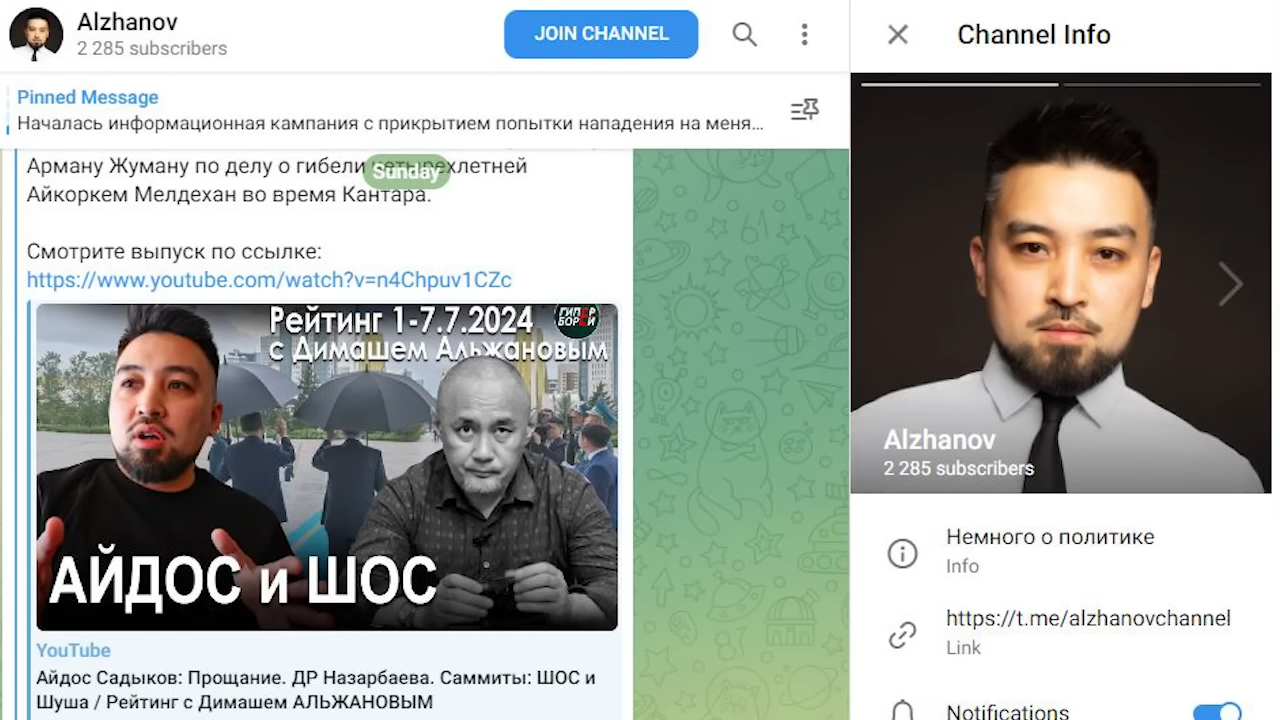 Alzhanov
2 285 subscribers
JOIN CHANNEL
Pinned Message
Началась информационная кампания с прикрытием попытки нападения на меня...
Арману Жуману по делу о гибели четырехлетней
Sunday
Айкоркем Мелдехан во время Кантара.
Смотрите выпуск по ссылке:
https://www.youtube.com/watch?v=n4Chpuv1CZc
Рейтинг 1-7.7.2024
с Димашем Альжановым
ГИПЕР
БОРЕЙ
АЙДОС и ШОС
YouTube
Айдос Садыков: Прощание. ДР Назарбаева. Саммиты: ШОС и
Шуша / Рейтинг с Димашем АЛЬЖАНОВЫМ
Channel Info
Alzhanov
2 285 subscribers
Немного о политике
Info
https://t.me/alzhanovchannel
Link
Notifications